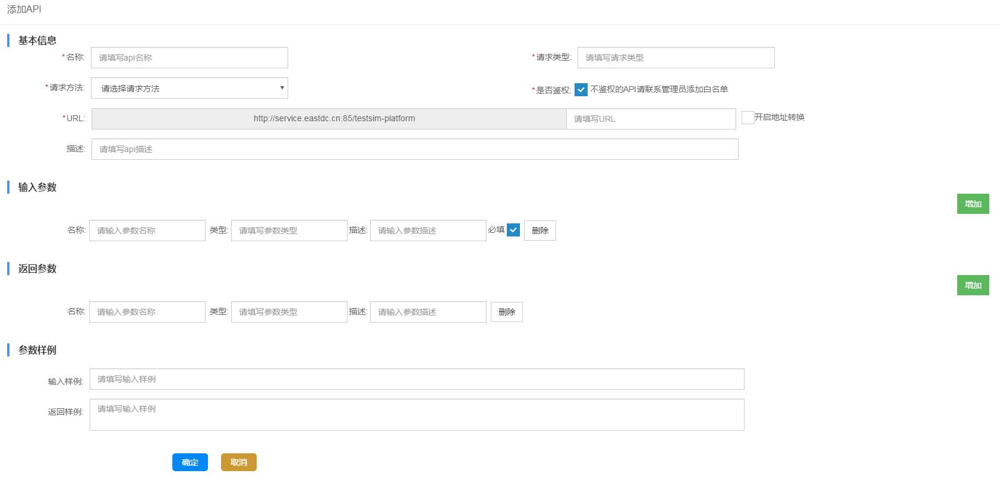 添加API
基本信息
*名称: 请填写api名称 *请求类型: 请填写请求类型
*请求方法: 请选择请求方法 *是否鉴权: 不鉴权的API请联系管理员添加白名单
*URL: http://service.eastdc.cn:85/testsim-platform 请填写URL 开启地址转换
描述: 请填写api描述
输入参数
增加
名称: 请输入参数名称 类型: 请填写参数类型 描述: 请输入参数描述 必填 删除
返回参数
增加
名称: 请输入参数名称 类型: 请填写参数类型 描述: 请输入参数描述 删除
参数样例
输入样例: 请填写输入样例
返回样例: 请填写输入样例
确定 取消